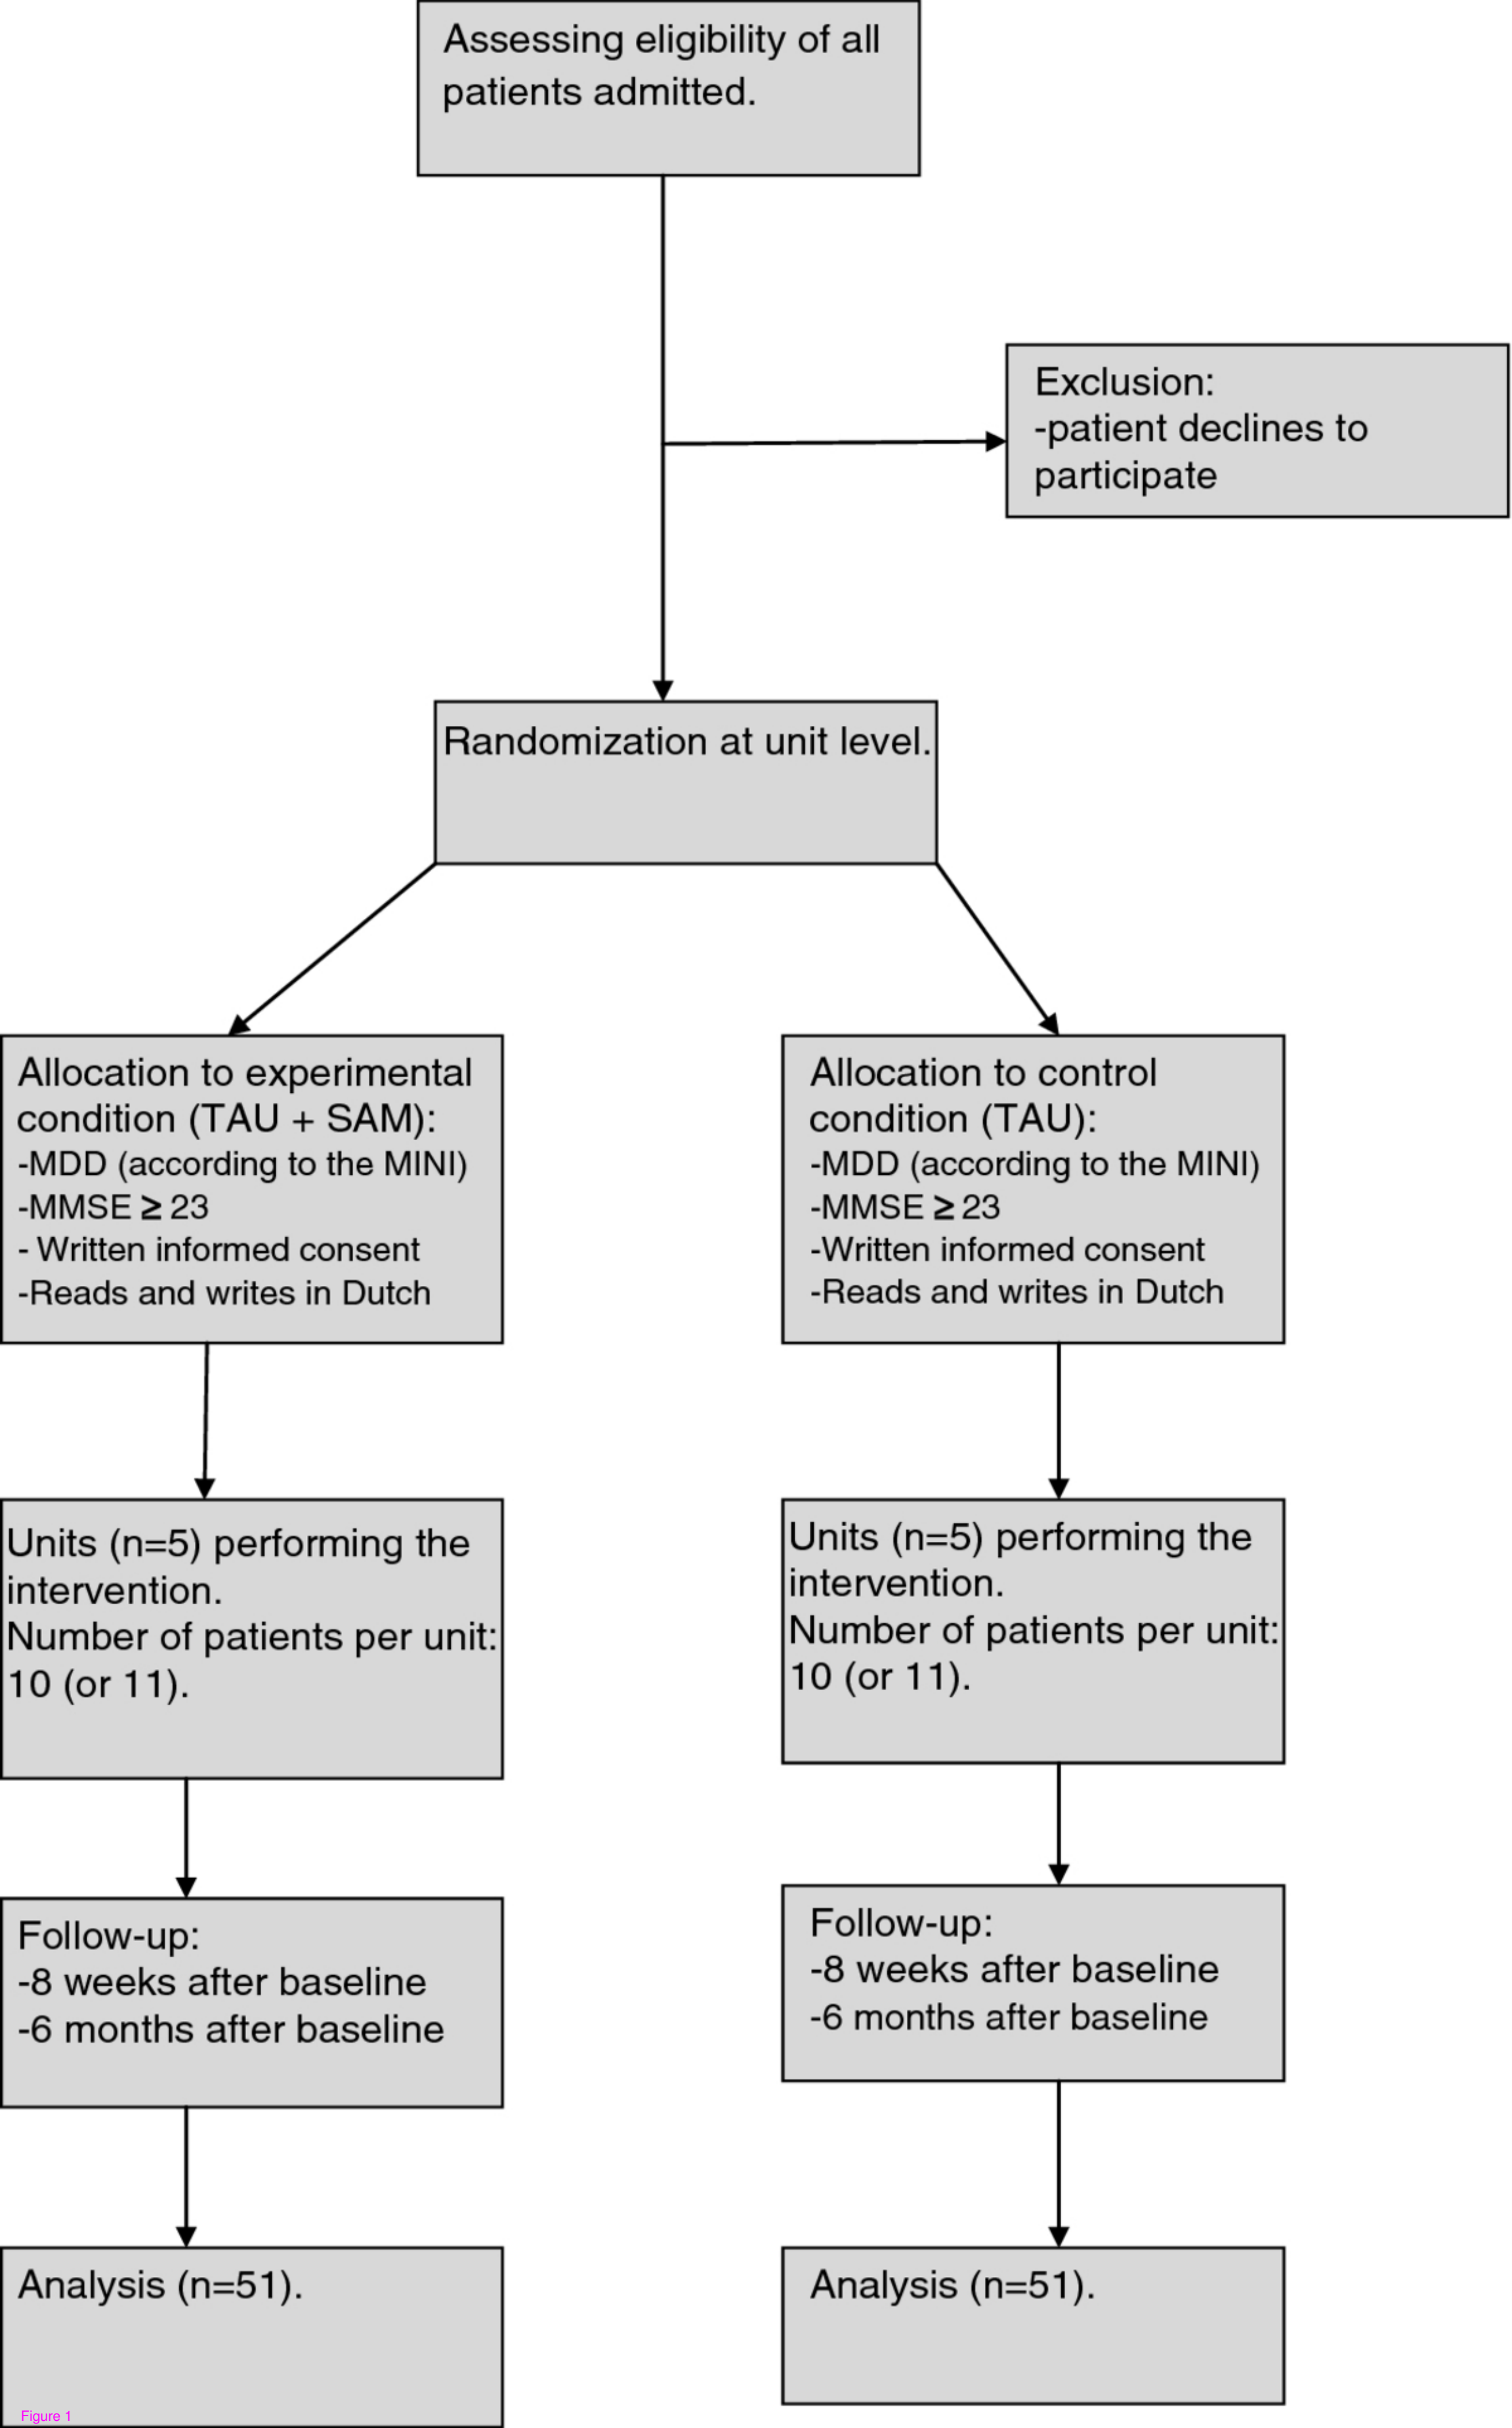 Assessing eligibility of all
patients admitted.
Exclusion:
-patient declines to
participate
Randomization at unit level.
Allocation to experimental
condition (TAU + SAM):
-MDD (according to the MINI)
-MMSE ≥ 23
- Written informed consent
-Reads and writes in Dutch
Allocation to control
condition (TAU):
-MDD (according to the MINI)
-MMSE ≥ 23
-Written informed consent
-Reads and writes in Dutch
Units (n=5) performing the
intervention.
Number of patients per unit:
10 (or 11).
Units (n=5) performing the
intervention.
Number of patients per unit:
10 (or 11).
Follow-up:
-8 weeks after baseline
-6 months after baseline
Follow-up:
-8 weeks after baseline
-6 months after baseline
Analysis (n=51).
Analysis (n=51).
Figure 1